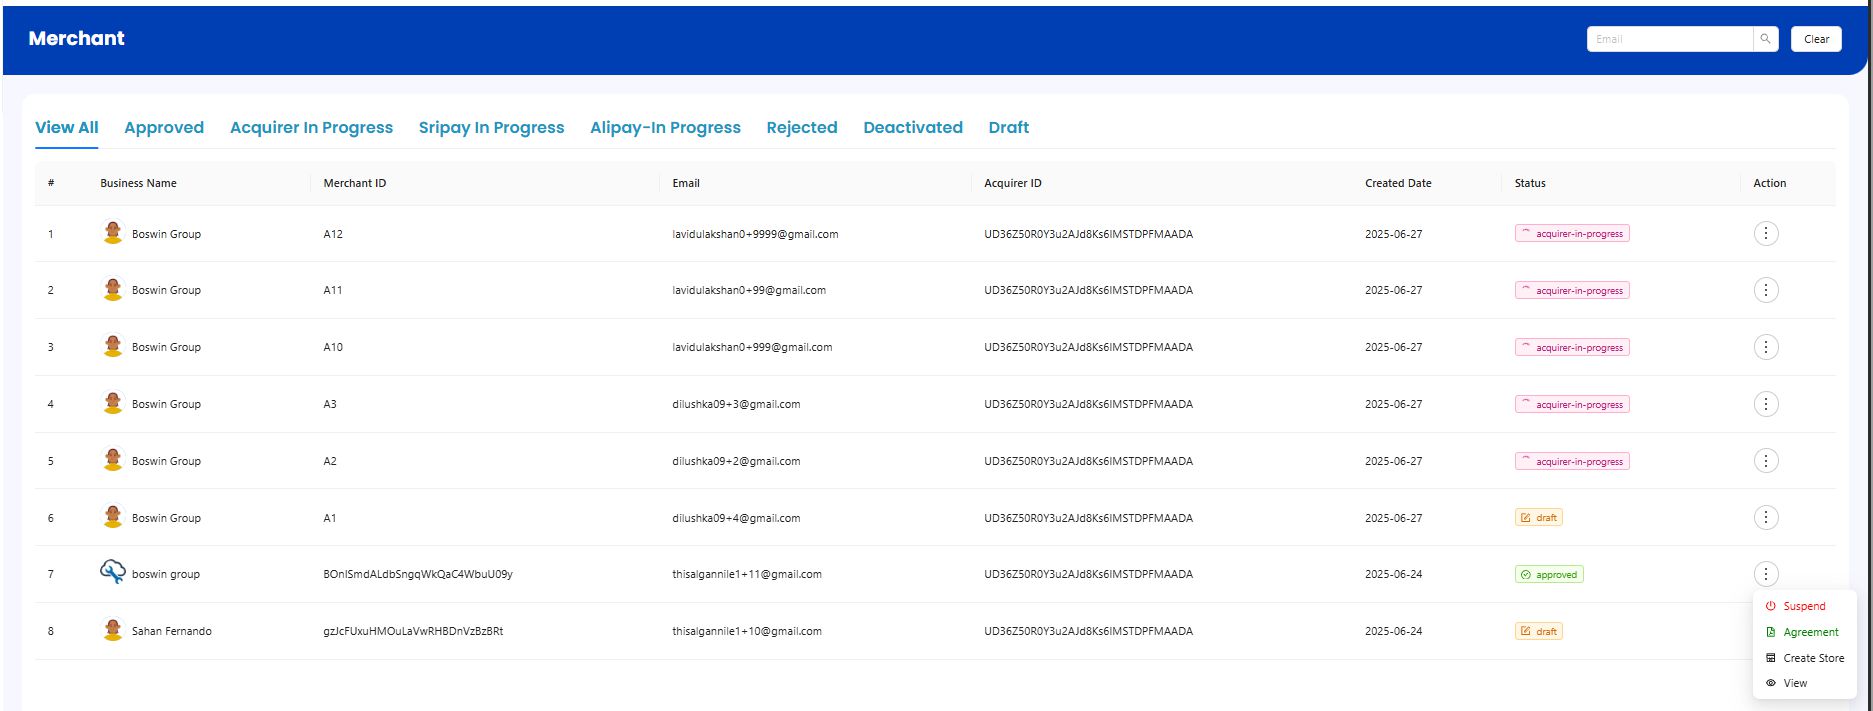 Merchant
Email
Clear
View All Approved Acquirer In Progress Sripay In Progress Alipay-In Progress Rejected Deactivated Draft
# Business Name Merchant ID Email Acquirer ID Created Date Status Action
1 Boswin Group A12 lavidulakshan0+9999@gmail.com UD36Z50R0Y3u2AJd8Ks6IMSTDPFMAADA 2025-06-27 acquirer-in-progress
2 Boswin Group A11 lavidulakshan0+99@gmail.com UD36Z50R0Y3u2AJd8Ks6IMSTDPFMAADA 2025-06-27 acquirer-in-progress
3 Boswin Group A10 lavidulakshan0+999@gmail.com UD36Z50R0Y3u2AJd8Ks6IMSTDPFMAADA 2025-06-27 acquirer-in-progress
4 Boswin Group A3 dilushka09+3@gmail.com UD36Z50R0Y3u2AJd8Ks6IMSTDPFMAADA 2025-06-27 acquirer-in-progress
5 Boswin Group A2 dilushka09+2@gmail.com UD36Z50R0Y3u2AJd8Ks6IMSTDPFMAADA 2025-06-27 acquirer-in-progress
6 Boswin Group A1 dilushka09+4@gmail.com UD36Z50R0Y3u2AJd8Ks6IMSTDPFMAADA 2025-06-27 draft
7 boswin group BOnlSmdALdbSngqWkQaC4WbuU09y thisalgannile1+11@gmail.com UD36Z50R0Y3u2AJd8Ks6IMSTDPFMAADA 2025-06-24 approved
8 Sahan Fernando gzJcFUxuHMOuLaVwRHBDnVzBzBRt thisalgannile1+10@gmail.com UD36Z50R0Y3u2AJd8Ks6IMSTDPFMAADA 2025-06-24 draft
Suspend
Agreement
Create Store
View